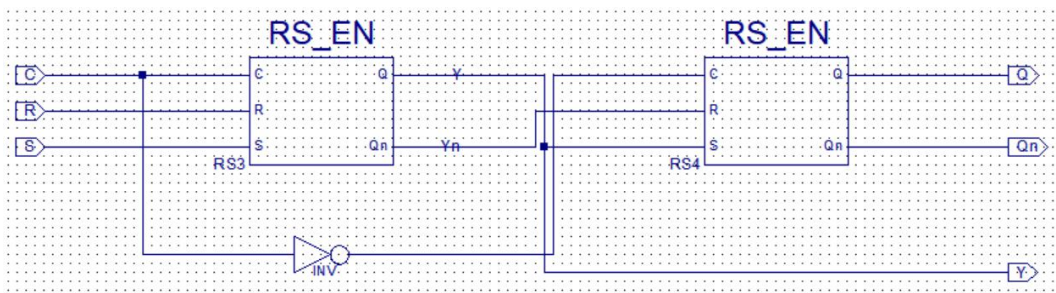 RS_EN RS_EN
C C Q Y C Q Q
R R R
S S Qn Yn S Qn Qn
RS3 RS4
INV
Y